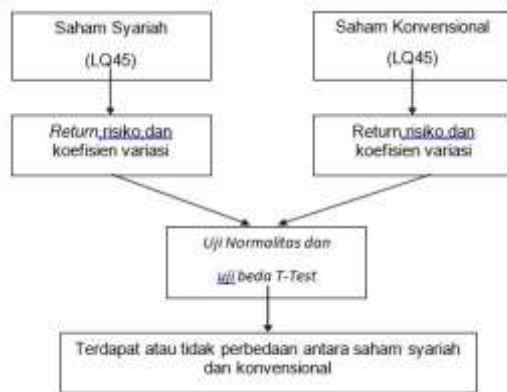 Saham Syariah
(LQ45)
Saham Konvensional
(LQ45)
Return,risiko,dan
koefisien variasi
Return,risiko,dan
koefisien variasi
Uji Normalitas dan
uji beda T-Test
Terdapat atau tidak perbedaan antara saham syariah
dan konvensional